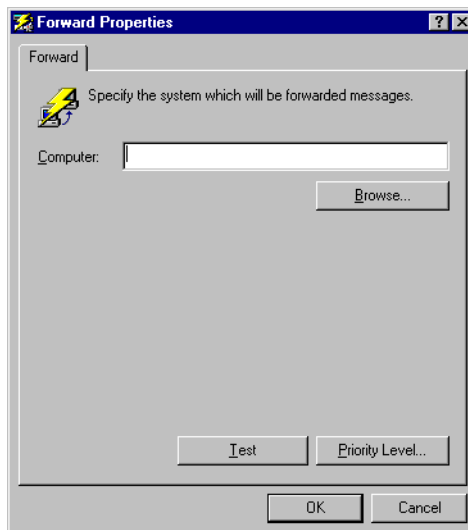 Forward Properties
Forward
Specify the system which will be forwarded messages.
Computer:
Browse...
Test Priority Level...
OK Cancel